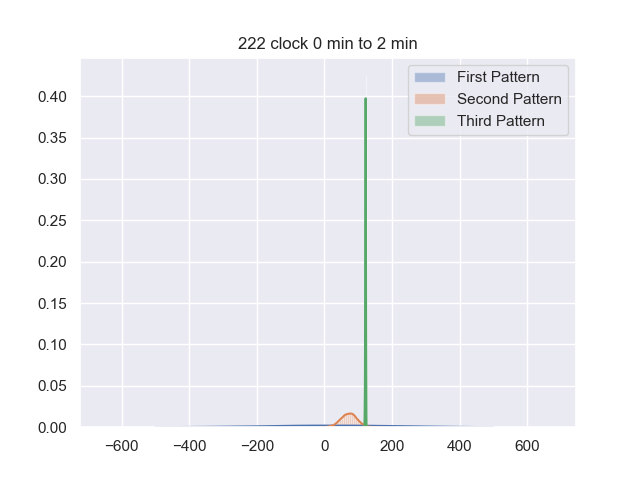 222 clock 0 min to 2 min
First Pattern
Second Pattern
Third Pattern
0.40
0.35
0.30
0.25
0.20
0.15
0.10
0.05
0.00
−600 −400 −200 0 200 400 600